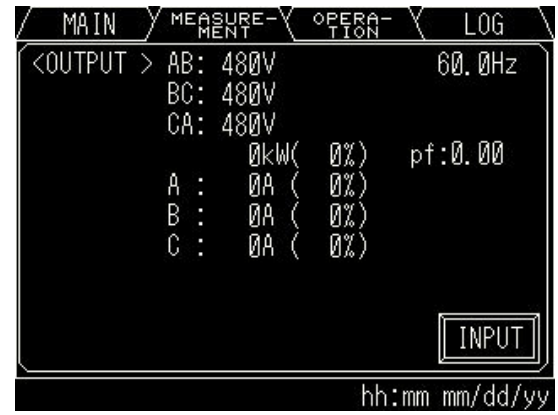 MAIN MEASURE-MENT OPERA-TION LOG
<OUTPUT > AB: 480V 60.0Hz
BC: 480V
CA: 480V
0kW( 0%) pf:0.00
A : 0A ( 0%)
B : 0A ( 0%)
C : 0A ( 0%)
INPUT
hh:mm mm/dd/yy